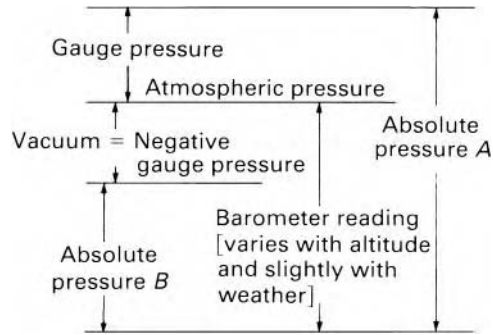 Gauge pressure
Atmospheric pressure
Vacuum = Negative
gauge pressure
Absolute
pressure A
Absolute
pressure B
Barometer reading
[varies with altitude
and slightly with
weather]